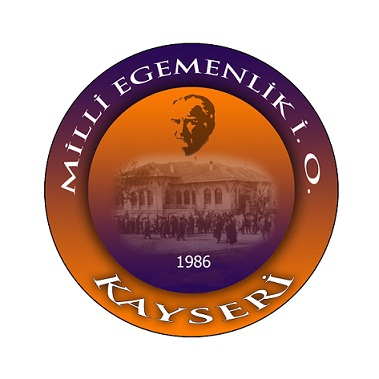 MİLLİ EGEMENLİK İ. O.
1986
KAYSERİ